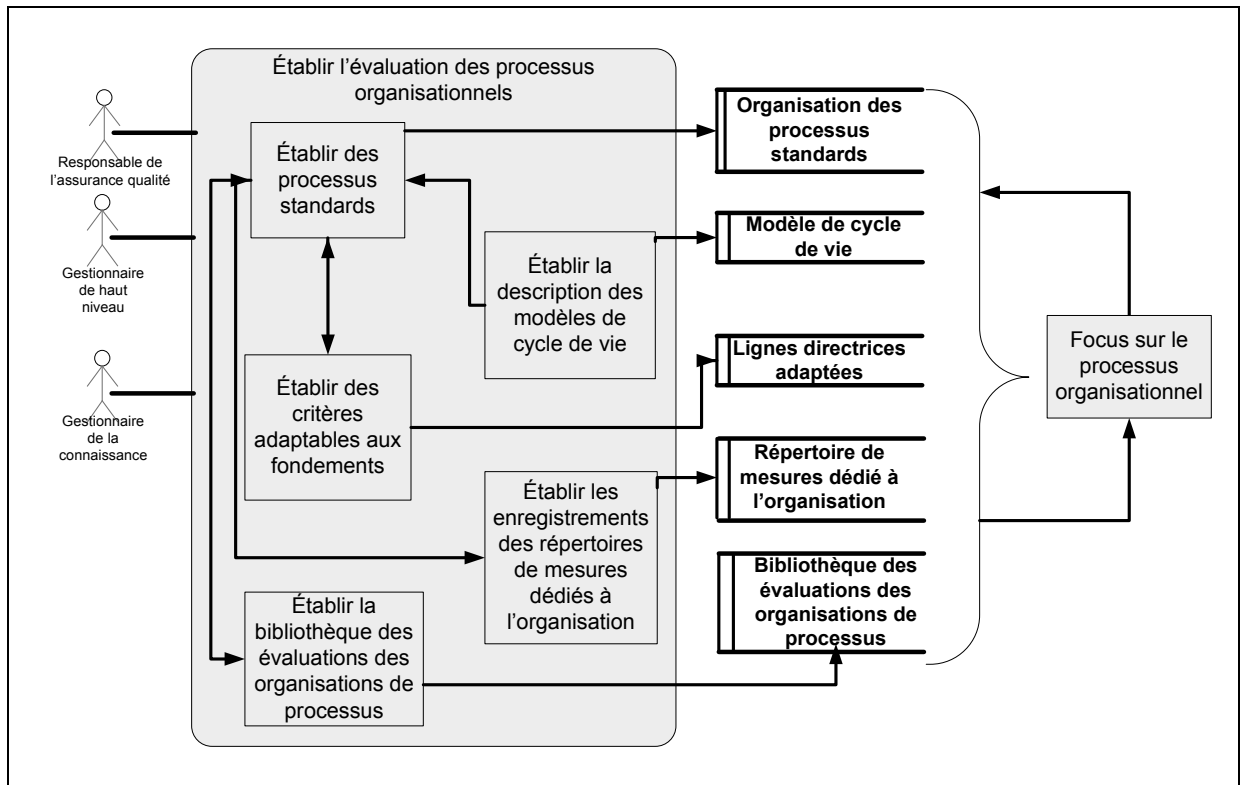 Établir l’évaluation des processus
organisationnels
Responsable de
l’assurance qualité
Gestionnaire
de haut
niveau
Gestionnaire
de la
connaissance
Établir des
processus
standards
Établir la
description des
modèles de
cycle de vie
Établir des
critères
adaptables aux
fondements
Établir les
enregistrements
des répertoires
de mesures
dédiés à
l’organisation
Établir la
bibliothèque des
évaluations des
organisations de
processus
Organisation des
processus
standards
Modèle de cycle
de vie
Lignes directrices
adaptées
Répertoire de
mesures dédié à
l’organisation
Bibliothèque des
évaluations des
organisations de
processus
Focus sur le
processus
organisationnel